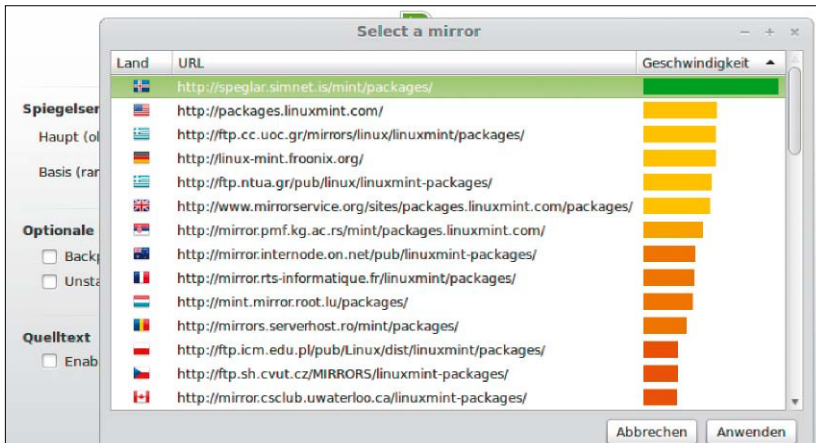 Select a mirror
Land URL Geschwindigkeit
http://speglar.simnet.is/mint/packages/
http://packages.linuxmint.com/
http://ftp.cc.uoc.gr/mirrors/linux/linuxmint/packages/
http://linux-mint.froonix.org/
http://ftp.ntua.gr/pub/linux/linuxmint-packages/
http://www.mirrorservice.org/sites/packages.linuxmint.com/packages/
http://mirror.pmf.kg.ac.rs/mint/packages.linuxmint.com/
http://mirror.internode.on.net/pub/linuxmint-packages/
http://mirror.rts-informatique.fr/linuxmint/packages/
http://mint.mirror.root.lu/packages/
http://mirrors.serverhost.ro/mint/packages/
http://ftp.icm.edu.pl/pub/Linux/dist/linuxmint/packages/
http://ftp.sh.cvut.cz/MIRRORS/linuxmint-packages/
http://mirror.csclub.uwaterloo.ca/linuxmint-packages/
Abbrechen Anwenden
Spiegelser
Haupt (ol
Basis (rar
Optionale
Backp
Unsta
Quelltext
Enab